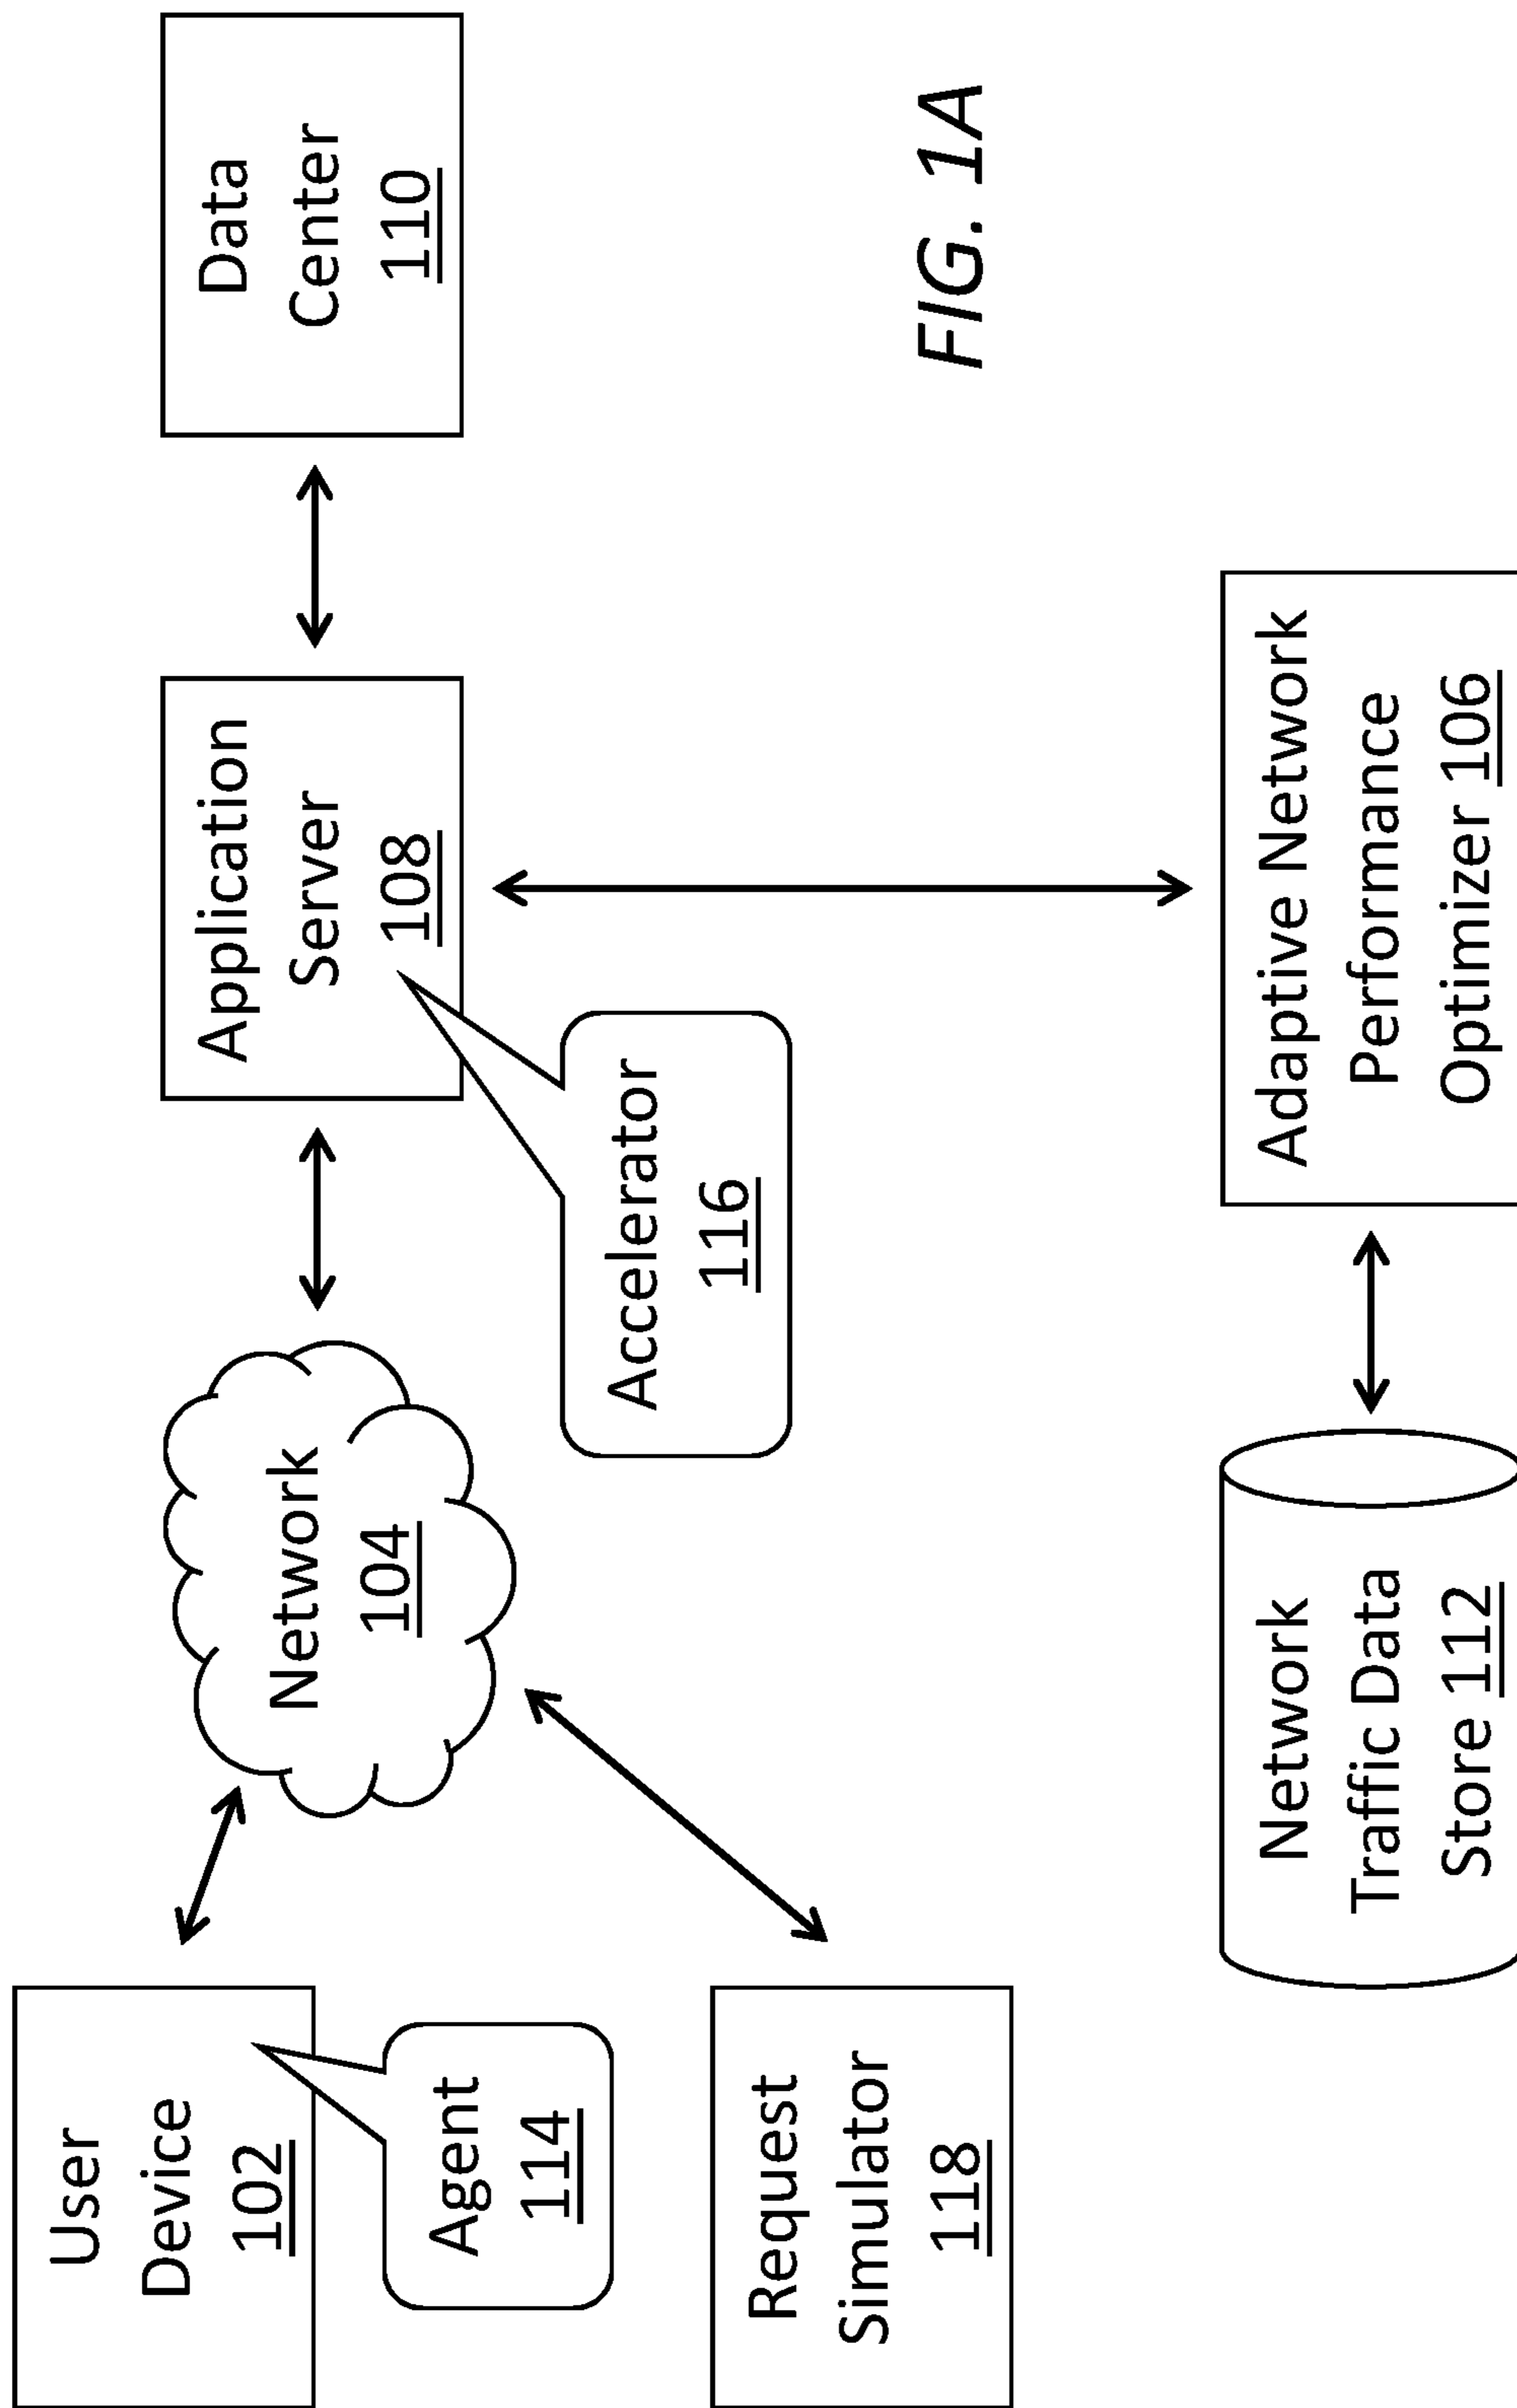 User
Device
102
Agent
114
Request
Simulator
118
Network
104
Application
Server
108
Accelerator
116
Data
Center
110
Network
Traffic Data
Store 112
Adaptive Network
Performance
Optimizer 106
FIG. 1A